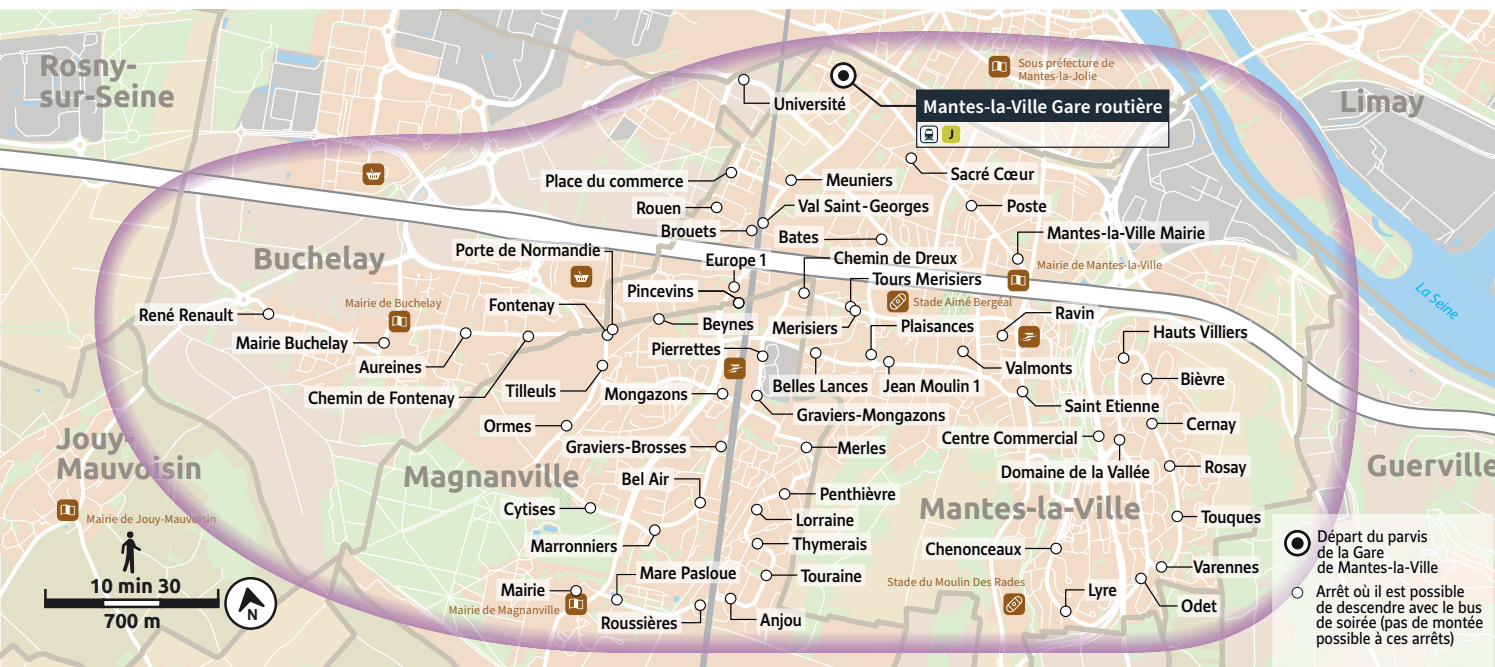 Rosny-
sur-Seine
Sous préfecture de
Mantes-la-Jolie
Limay
Université
Mantes-la-Ville Gare routière
J
Place du commerce
Meuniers
Sacré Cœur
Rouen
Val Saint-Georges
Poste
Brouets
Bates
Mantes-la-Ville Mairie
Buchelay
Porte de Normandie
Europe 1
Chemin de Dreux
Mairie de Mantes-la-Ville
Pincevins
Tours Merisiers
La Seine
Mairie de Buchelay
Fontenay
Stade Aimé Bergéal
René Renault
Beynes
Merisiers
Plaisances
Ravin
Mairie Buchelay
Pierrettes
Hauts Villiers
Aureines
Valmonts
Chemin de Fontenay
Tilleuls
Mongazons
Belles Lances
Jean Moulin 1
Bièvre
Ormes
Graviers-Mongazons
Saint Etienne
Cernay
Jouy-
Mauvoisin
Graviers-Brosses
Merles
Centre Commercial
Domaine de la Vallée
Rosay
Guerville
Magnanville
Bel Air
Penthièvre
Mantes-la-Ville
Cytises
Lorraine
Touques
Mairie de Jouy-Mauvoisin
Marronniers
Thymerais
Chenonceaux
Départ du parvis
de la Gare
de Mantes-la-Ville
10 min 30
Mare Pasloue
Touraine
Varennes
Mairie
Stade du Moulin Des Rades
Lyre
Arrêt où il est possible
de descendre avec le bus
de soirée (pas de montée
possible à ces arrêts)
700 m
N
Mairie de Magnanville
Roussières
Anjou
Odet